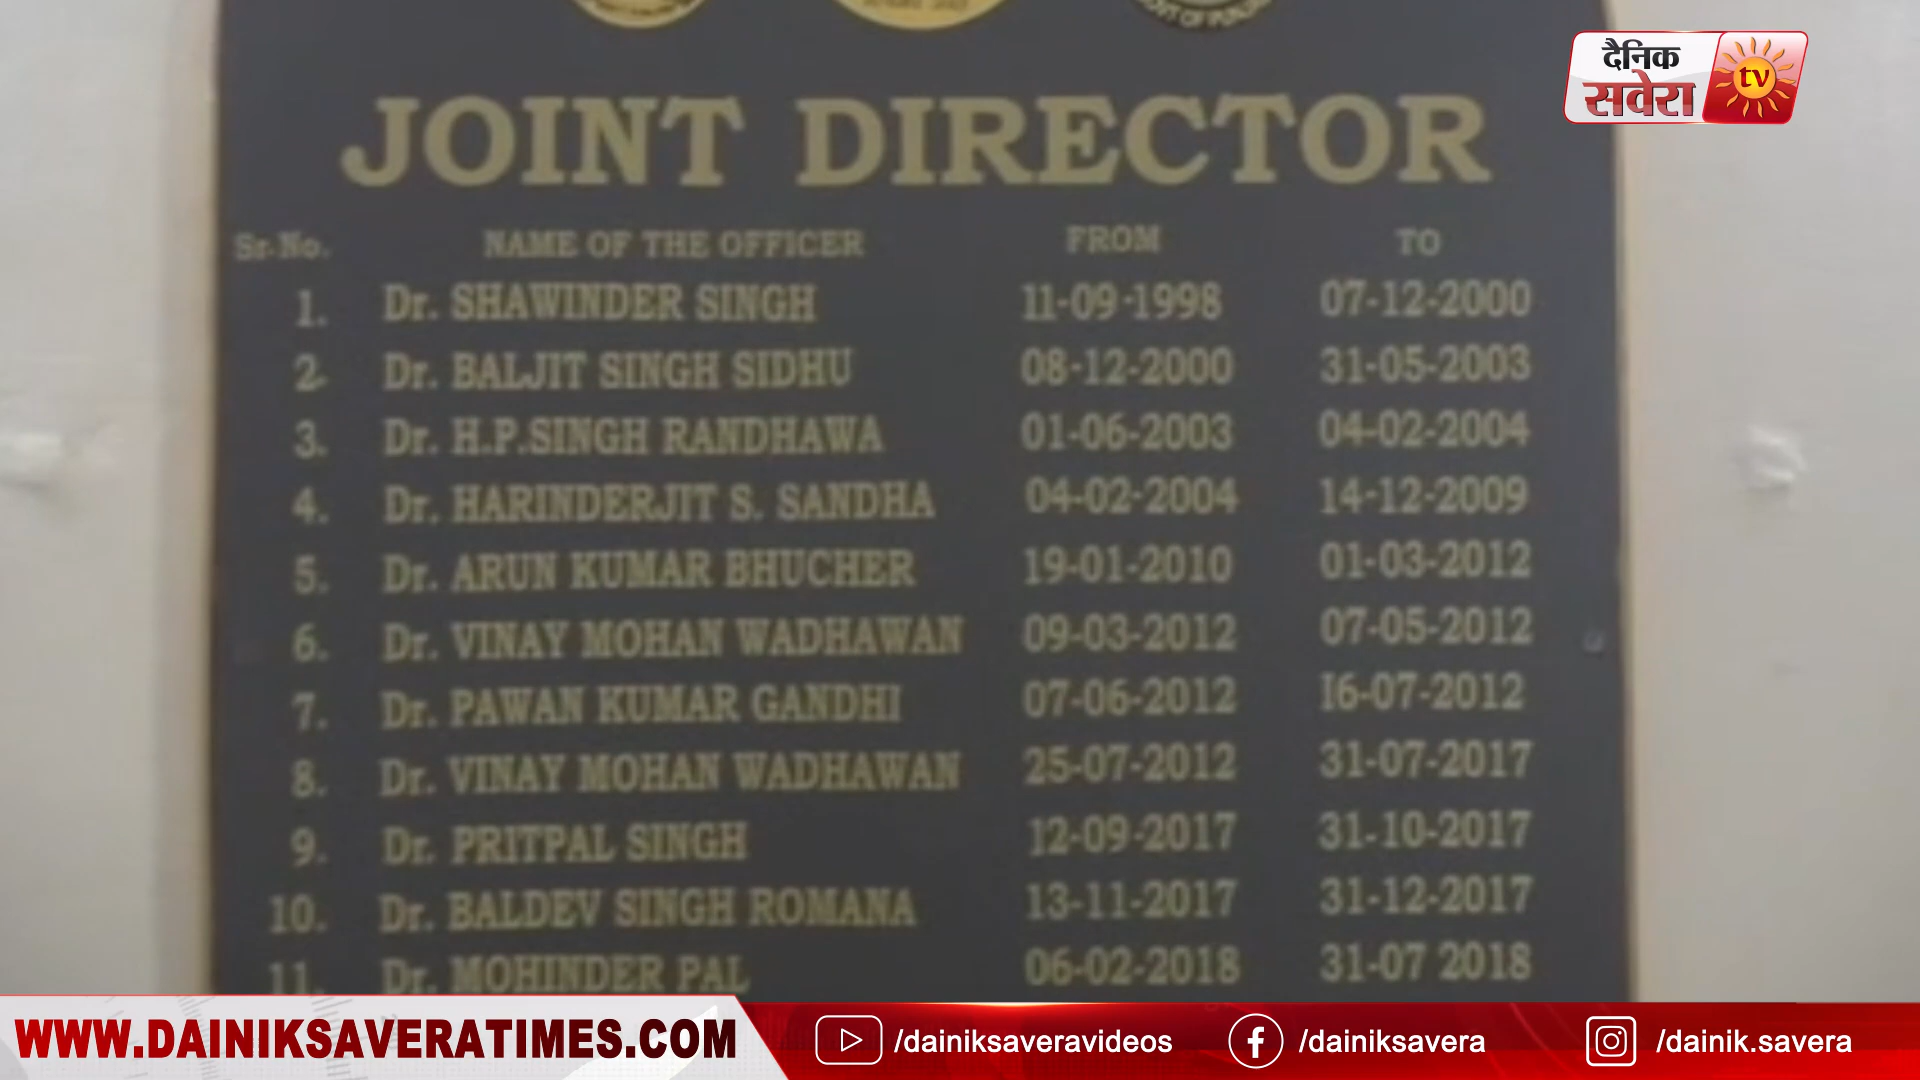 GOVT OF PUNJAB
दैनिक
सवेरा
tv
JOINT DIRECTOR
Sr.No. NAME OF THE OFFICER FROM TO
1. Dr. SHAWINDER SINGH 11-09-1998 07-12-2000
2. Dr. BALJIT SINGH SIDHU 08-12-2000 31-05-2003
3. Dr. H.P.SINGH RANDHAWA 01-06-2003 04-02-2004
4. Dr. HARINDERJIT S. SANDHA 04-02-2004 14-12-2009
5. Dr. ARUN KUMAR BHUCHER 19-01-2010 01-03-2012
6. Dr. VINAY MOHAN WADHAWAN 09-03-2012 07-05-2012
7. Dr. PAWAN KUMAR GANDHI 07-06-2012 16-07-2012
8. Dr. VINAY MOHAN WADHAWAN 25-07-2012 31-07-2017
9. Dr. PRITPAL SINGH 12-09-2017 31-10-2017
10. Dr. BALDEV SINGH ROMANA 13-11-2017 31-12-2017
11. Dr. MOHINDER PAL 06-02-2018 31-07 2018
WWW.DAINIKSAVERATIMES.COM /dainiksaveravideos /dainiksavera /dainik.savera